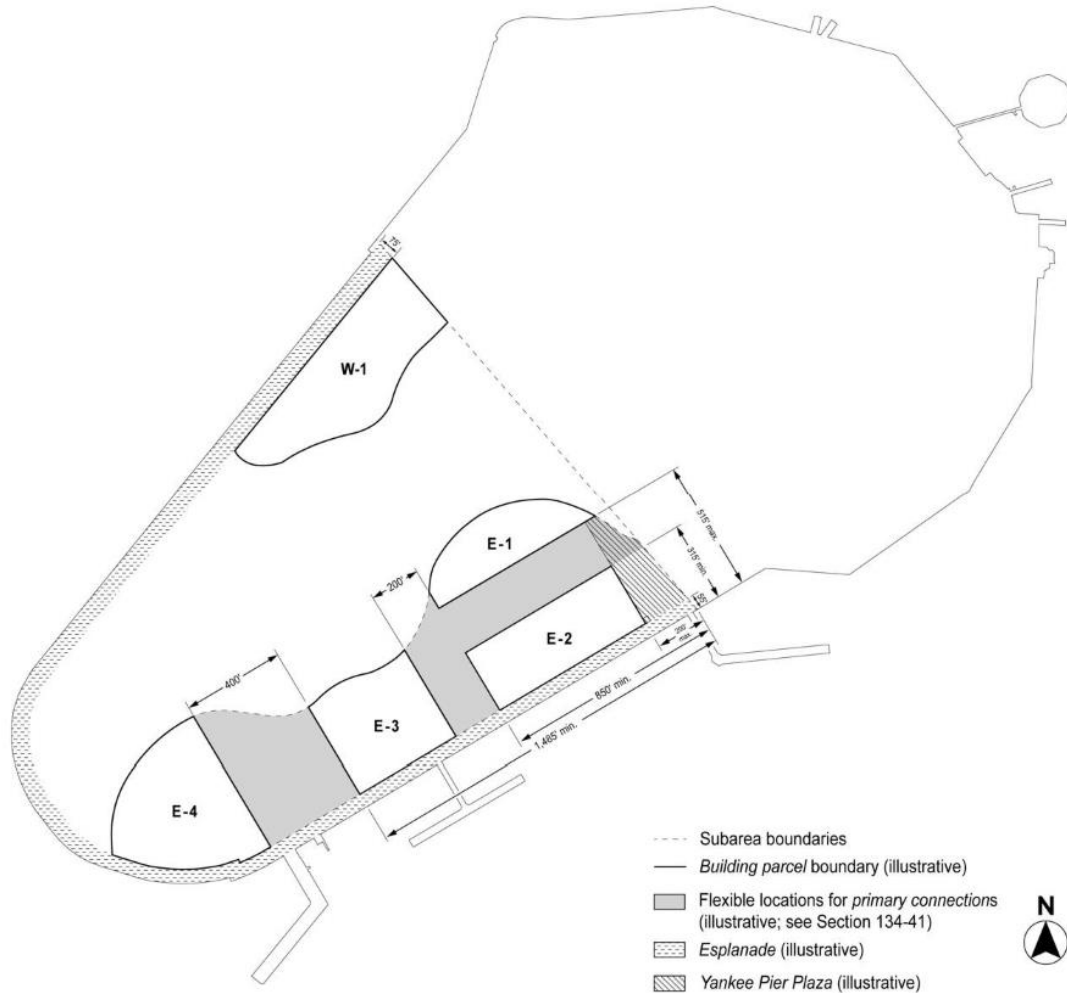 75'
W-1
515' max.
E-1
315' min.
200'
55'
E-2
200'
max.
850' min.
400'
1,485' min.
E-3
E-4
Subarea boundaries
Building parcel boundary (illustrative)
Flexible locations for primary connections
(illustrative; see Section 134-41)
Esplanade (illustrative)
Yankee Pier Plaza (illustrative)
N